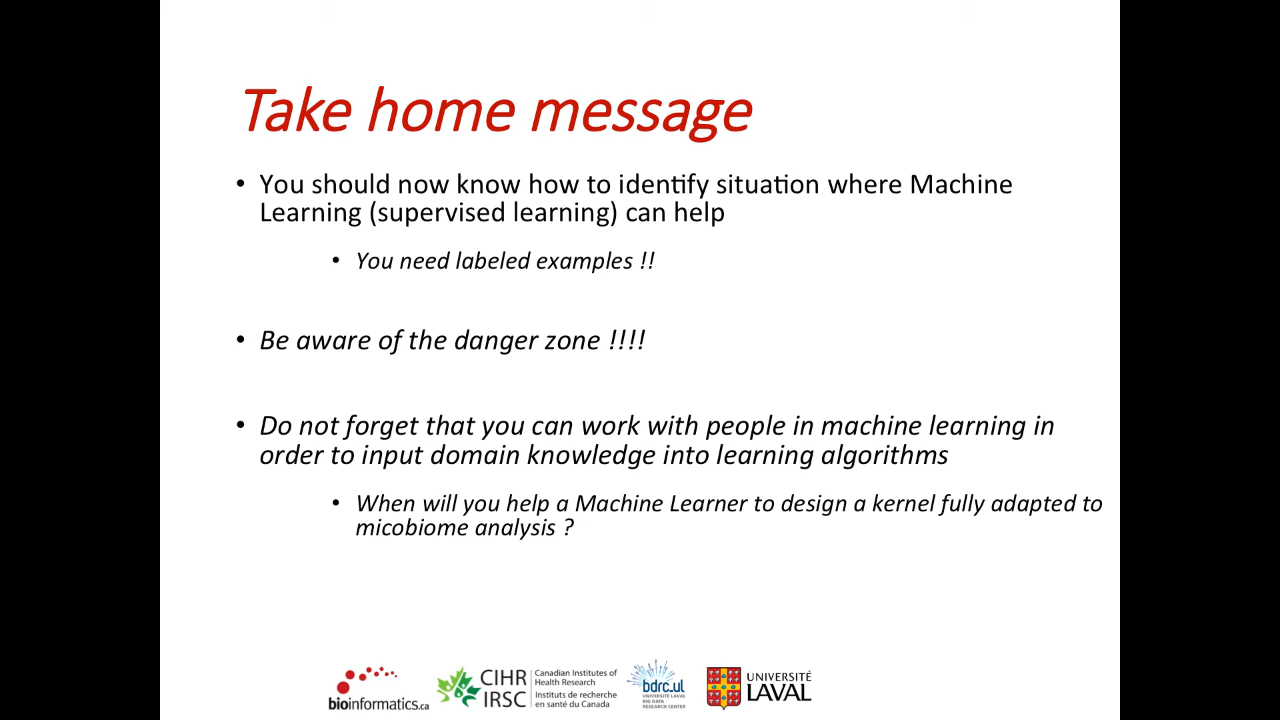 Take home message
• You should now know how to identify situation where Machine
Learning (supervised learning) can help
• You need labeled examples !!
• Be aware of the danger zone !!!!
• Do not forget that you can work with people in machine learning in
order to input domain knowledge into learning algorithms
• When will you help a Machine Learner to design a kernel fully adapted to
micobiome analysis ?
bioinformatics.ca
CIHR
IRSC
Canadian Institutes of
Health Research
Instituts de recherche
en santé du Canada
bdrc_ul
UNIVERSITÉ LAVAL
BIG DATA
RESEARCH CENTER
UNIVERSITÉ
LAVAL